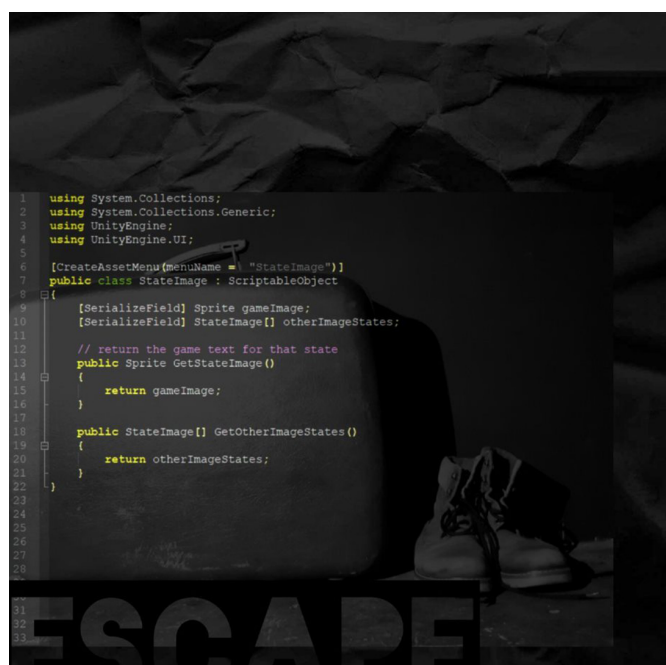 using System.Collections;
using System.Collections.Generic;
using UnityEngine;
using UnityEngine.UI;
[CreateAssetMenu(menuName = "StateImage")]
public class StateImage : ScriptableObject
{
[SerializeField] Sprite gameImage;
[SerializeField] StateImage[] otherImageStates;
// return the game text for that state
public Sprite GetStateImage()
{
return gameImage;
}
public StateImage[] GetOtherImageStates()
{
return otherImageStates;
}
}
ESCAPE